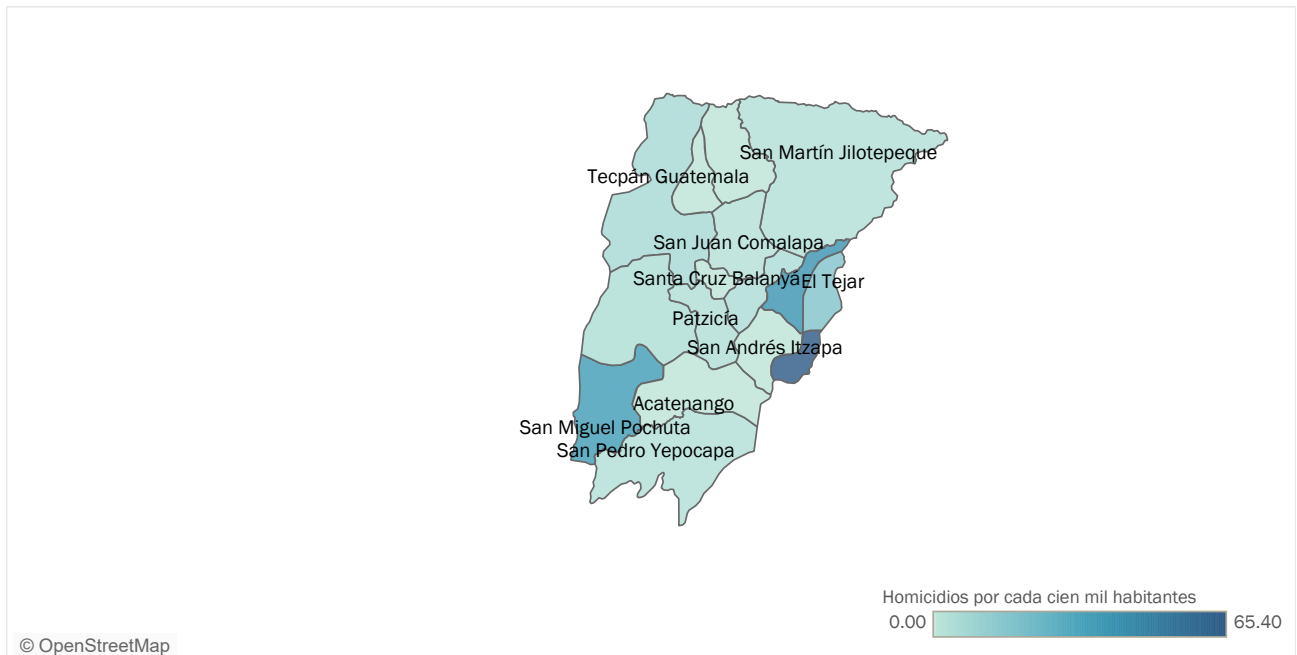 San Martín Jilotepeque
Tecpán Guatemala
San Juan Comalapa
Santa Cruz Balanyá
El Tejar
Patzicía
San Andrés Itzapa
Acatenango
San Miguel Pochuta
San Pedro Yepocapa
Homicidios por cada cien mil habitantes
0.00
65.40
© OpenStreetMap